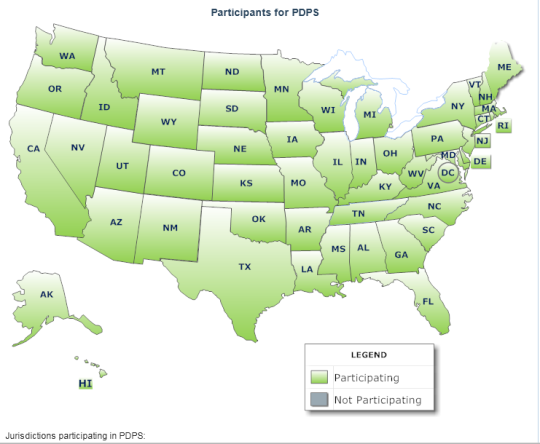 Participants for PDPS
WA
MT
ND
MN
ME
VT
NH
OR
ID
SD
WI
MI
NY
MA
CT
RI
WY
IA
PA
NJ
CA
NV
NE
IL
IN
OH
MD
DE
UT
CO
KS
MO
KY
WV
VA
DC
AZ
NM
OK
AR
TN
NC
SC
TX
LA
MS
AL
GA
FL
AK
HI
LEGEND
Participating
Not Participating
Jurisdictions participating in PDPS: